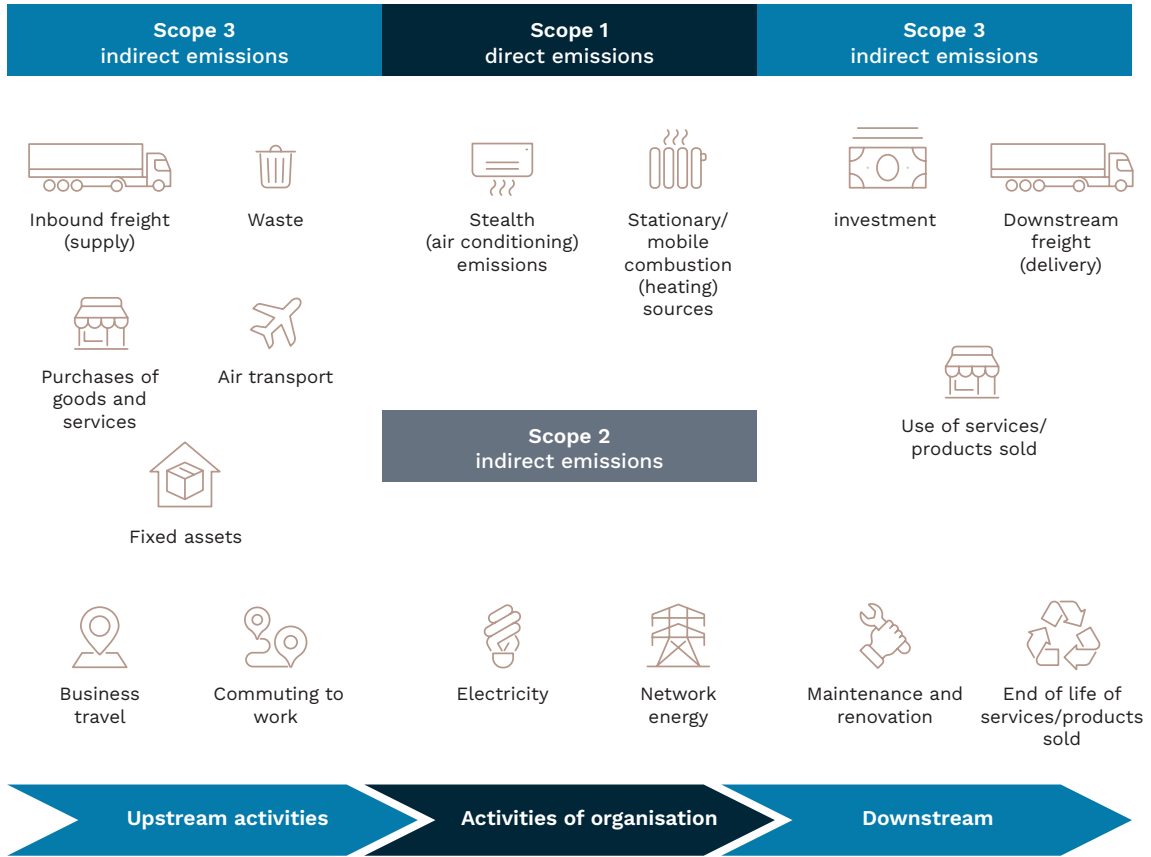 Scope 3
indirect emissions
Scope 1
direct emissions
Scope 3
indirect emissions
Inbound freight
(supply)
Waste
Stealth
(air conditioning)
emissions
Stationary/
mobile
combustion
(heating)
sources
investment
Downstream
freight
(delivery)
Purchases of
goods and
services
Air transport
Use of services/
products sold
Scope 2
indirect emissions
Fixed assets
Business
travel
Commuting to
work
Electricity
Network
energy
Maintenance and
renovation
End of life of
services/products
sold
Upstream activities
Activities of organisation
Downstream